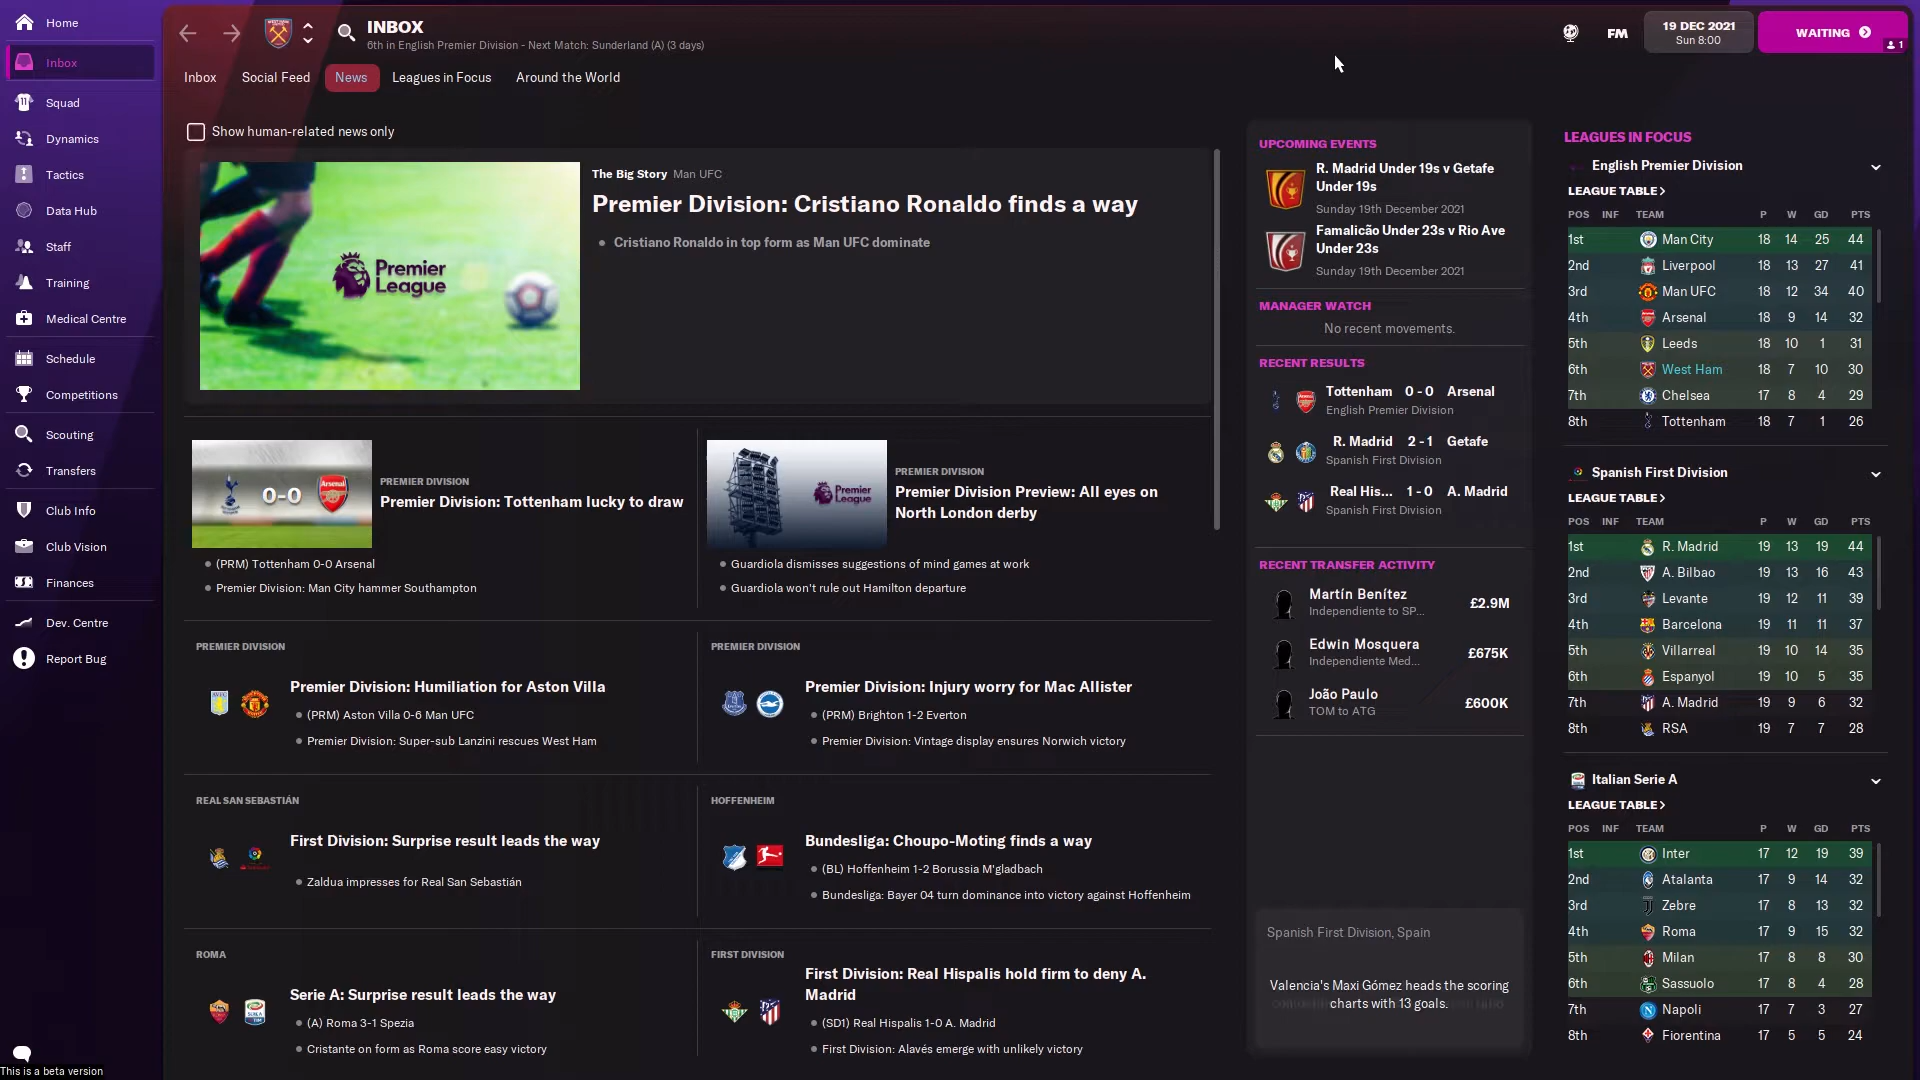 Home
Inbox
Squad
Dynamics
Tactics
Data Hub
Staff
Training
Medical Centre
Schedule
Competitions
Scouting
Transfers
Club Info
Club Vision
Finances
Dev. Centre
Report Bug
This is a beta version
INBOX
6th in English Premier Division - Next Match: Sunderland (A) (3 days)
FM
19 DEC 2021
Sun 8:00
WAITING
1
Inbox Social Feed News Leagues in Focus Around the World
Show human-related news only
Premier League
The Big Story Man UFC
Premier Division: Cristiano Ronaldo finds a way
Cristiano Ronaldo in top form as Man UFC dominate
0-0
Arsenal
PREMIER DIVISION
Premier Division: Tottenham lucky to draw
(PRM) Tottenham 0-0 Arsenal
Premier Division: Man City hammer Southampton
Premier League
PREMIER DIVISION
Premier Division Preview: All eyes on North London derby
Guardiola dismisses suggestions of mind games at work
Guardiola won't rule out Hamilton departure
PREMIER DIVISION
Premier Division: Humiliation for Aston Villa
(PRM) Aston Villa 0-6 Man UFC
Premier Division: Super-sub Lanzini rescues West Ham
PREMIER DIVISION
Premier Division: Injury worry for Mac Allister
(PRM) Brighton 1-2 Everton
Premier Division: Vintage display ensures Norwich victory
REAL SAN SEBASTIÁN
First Division: Surprise result leads the way
Zaldua impresses for Real San Sebastián
HOFFENHEIM
Bundesliga: Choupo-Moting finds a way
(BL) Hoffenheim 1-2 Borussia M'gladbach
Bundesliga: Bayer 04 turn dominance into victory against Hoffenheim
ROMA
Serie A: Surprise result leads the way
(A) Roma 3-1 Spezia
Cristante on form as Roma score easy victory
FIRST DIVISION
First Division: Real Hispalis hold firm to deny A. Madrid
(SD1) Real Hispalis 1-0 A. Madrid
First Division: Alavés emerge with unlikely victory
UPCOMING EVENTS
R. Madrid Under 19s v Getafe Under 19s
Sunday 19th December 2021
Famalicão Under 23s v Rio Ave Under 23s
Sunday 19th December 2021
MANAGER WATCH
No recent movements.
RECENT RESULTS
Tottenham 0 - 0 Arsenal
English Premier Division
R. Madrid 2 - 1 Getafe
Spanish First Division
Real His... 1 - 0 A. Madrid
Spanish First Division
RECENT TRANSFER ACTIVITY
Martín Benítez
Independiente to SP... £2.9M
Edwin Mosquera
Independiente Med... £675K
João Paulo
TOM to ATG £600K
Spanish First Division, Spain
Valencia's Maxi Gómez heads the scoring charts with 13 goals.
LEAGUES IN FOCUS
English Premier Division
LEAGUE TABLE >
POS INF TEAM P W GD PTS
1st Man City 18 14 25 44
2nd Liverpool 18 13 27 41
3rd Man UFC 18 12 34 40
4th Arsenal 18 9 14 32
5th Leeds 18 10 1 31
6th West Ham 18 7 10 30
7th Chelsea 17 8 4 29
8th Tottenham 18 7 1 26
Spanish First Division
LEAGUE TABLE >
POS INF TEAM P W GD PTS
1st R. Madrid 19 13 19 44
2nd A. Bilbao 19 13 16 43
3rd Levante 19 12 11 39
4th Barcelona 19 11 11 37
5th Villarreal 19 10 14 35
6th Espanyol 19 10 5 35
7th A. Madrid 19 9 6 32
8th RSA 19 7 7 28
Italian Serie A
LEAGUE TABLE >
POS INF TEAM P W GD PTS
1st Inter 17 12 19 39
2nd Atalanta 17 9 14 32
3rd Zebre 17 8 13 32
4th Roma 17 9 15 32
5th Milan 17 8 8 30
6th Sassuolo 17 8 4 28
7th Napoli 17 7 3 27
8th Fiorentina 17 5 5 24